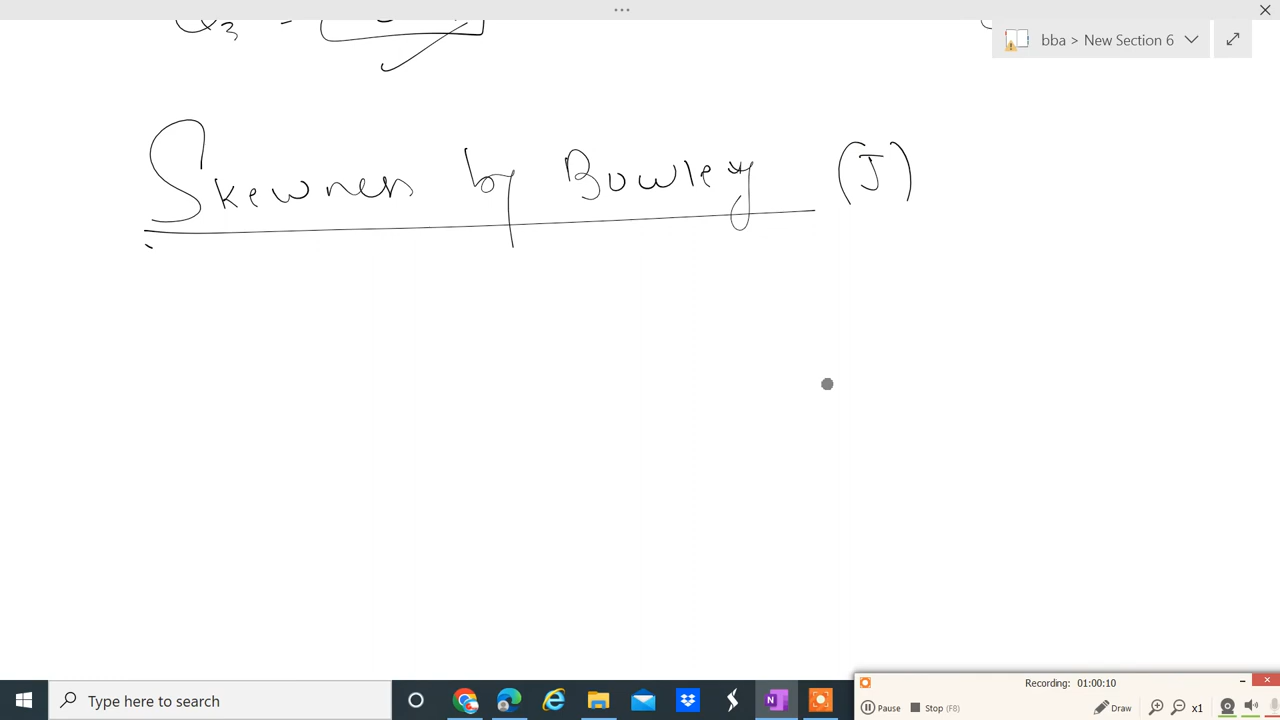 Q3 =
bba > New Section 6
Skewness by Bowley (J)
Type here to search
Recording: 01:00:10
Pause Stop (F8) Draw x1